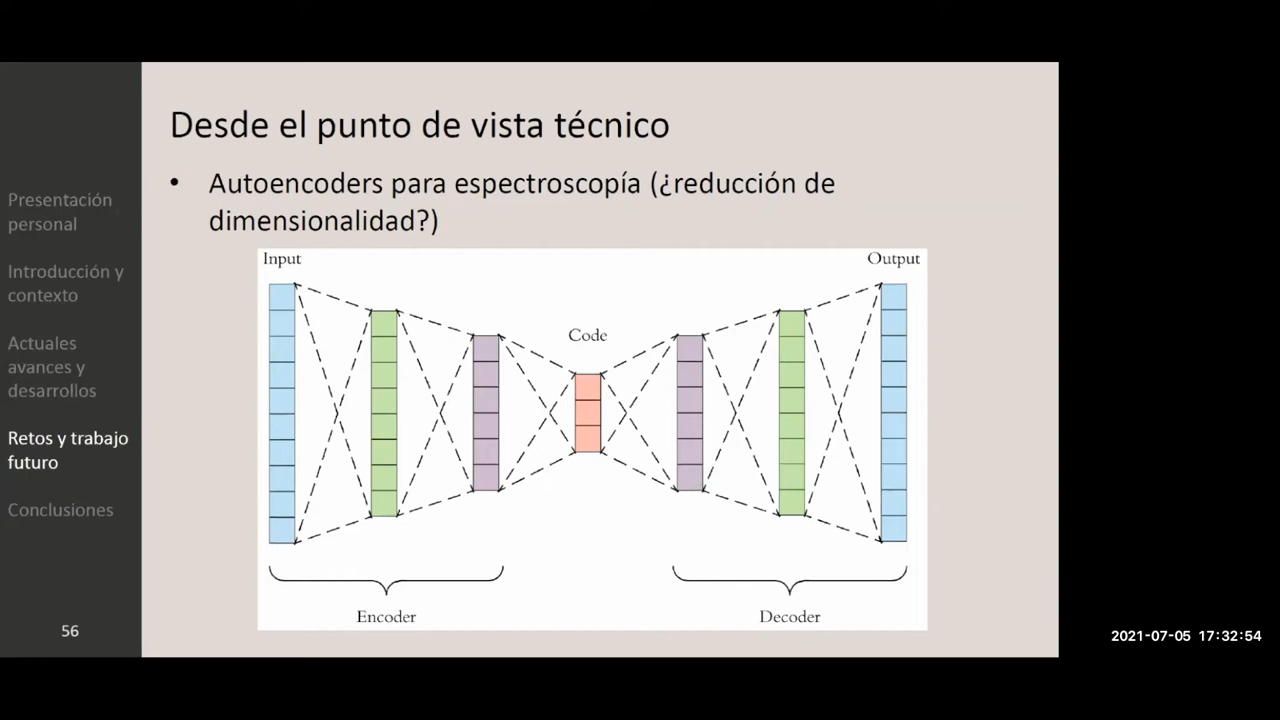 Desde el punto de vista técnico
• Autoencoders para espectroscopía (¿reducción de
dimensionalidad?)
Presentación
personal
Introducción y
contexto
Actuales
avances y
desarrollos
Retos y trabajo
futuro
Conclusiones
56
Input
Output
Code
Encoder
Decoder
2021-07-05 17:32:54